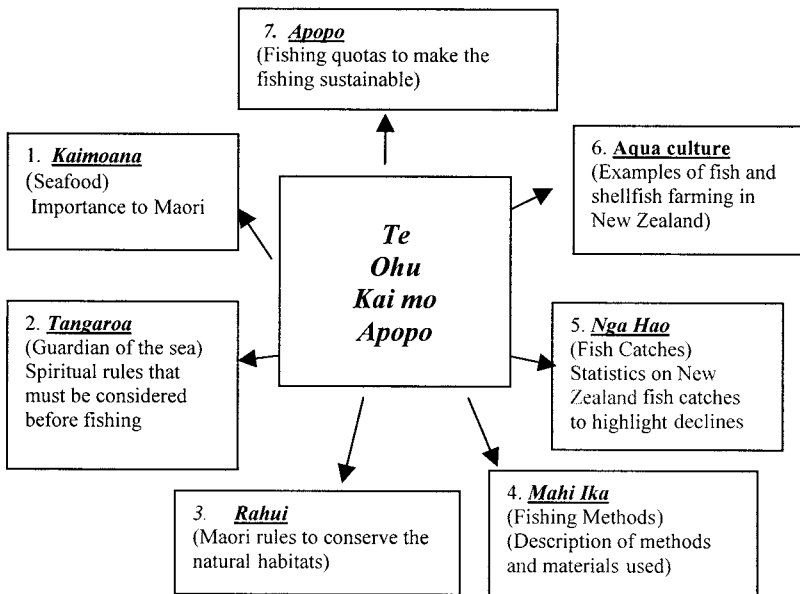 7. Apopo
(Fishing quotas to make the
fishing sustainable)
1. Kaimoana
(Seafood)
Importance to Maori
6. Aqua culture
(Examples of fish and
shellfish farming in
New Zealand)
Te
Ohu
Kai mo
Apopo
2. Tangaroa
(Guardian of the sea)
Spiritual rules that
must be considered
before fishing
5. Nga Hao
(Fish Catches)
Statistics on New
Zealand fish catches
to highlight declines
3. Rahui
(Maori rules to conserve the
natural habitats)
4. Mahi Ika
(Fishing Methods)
(Description of methods
and materials used)